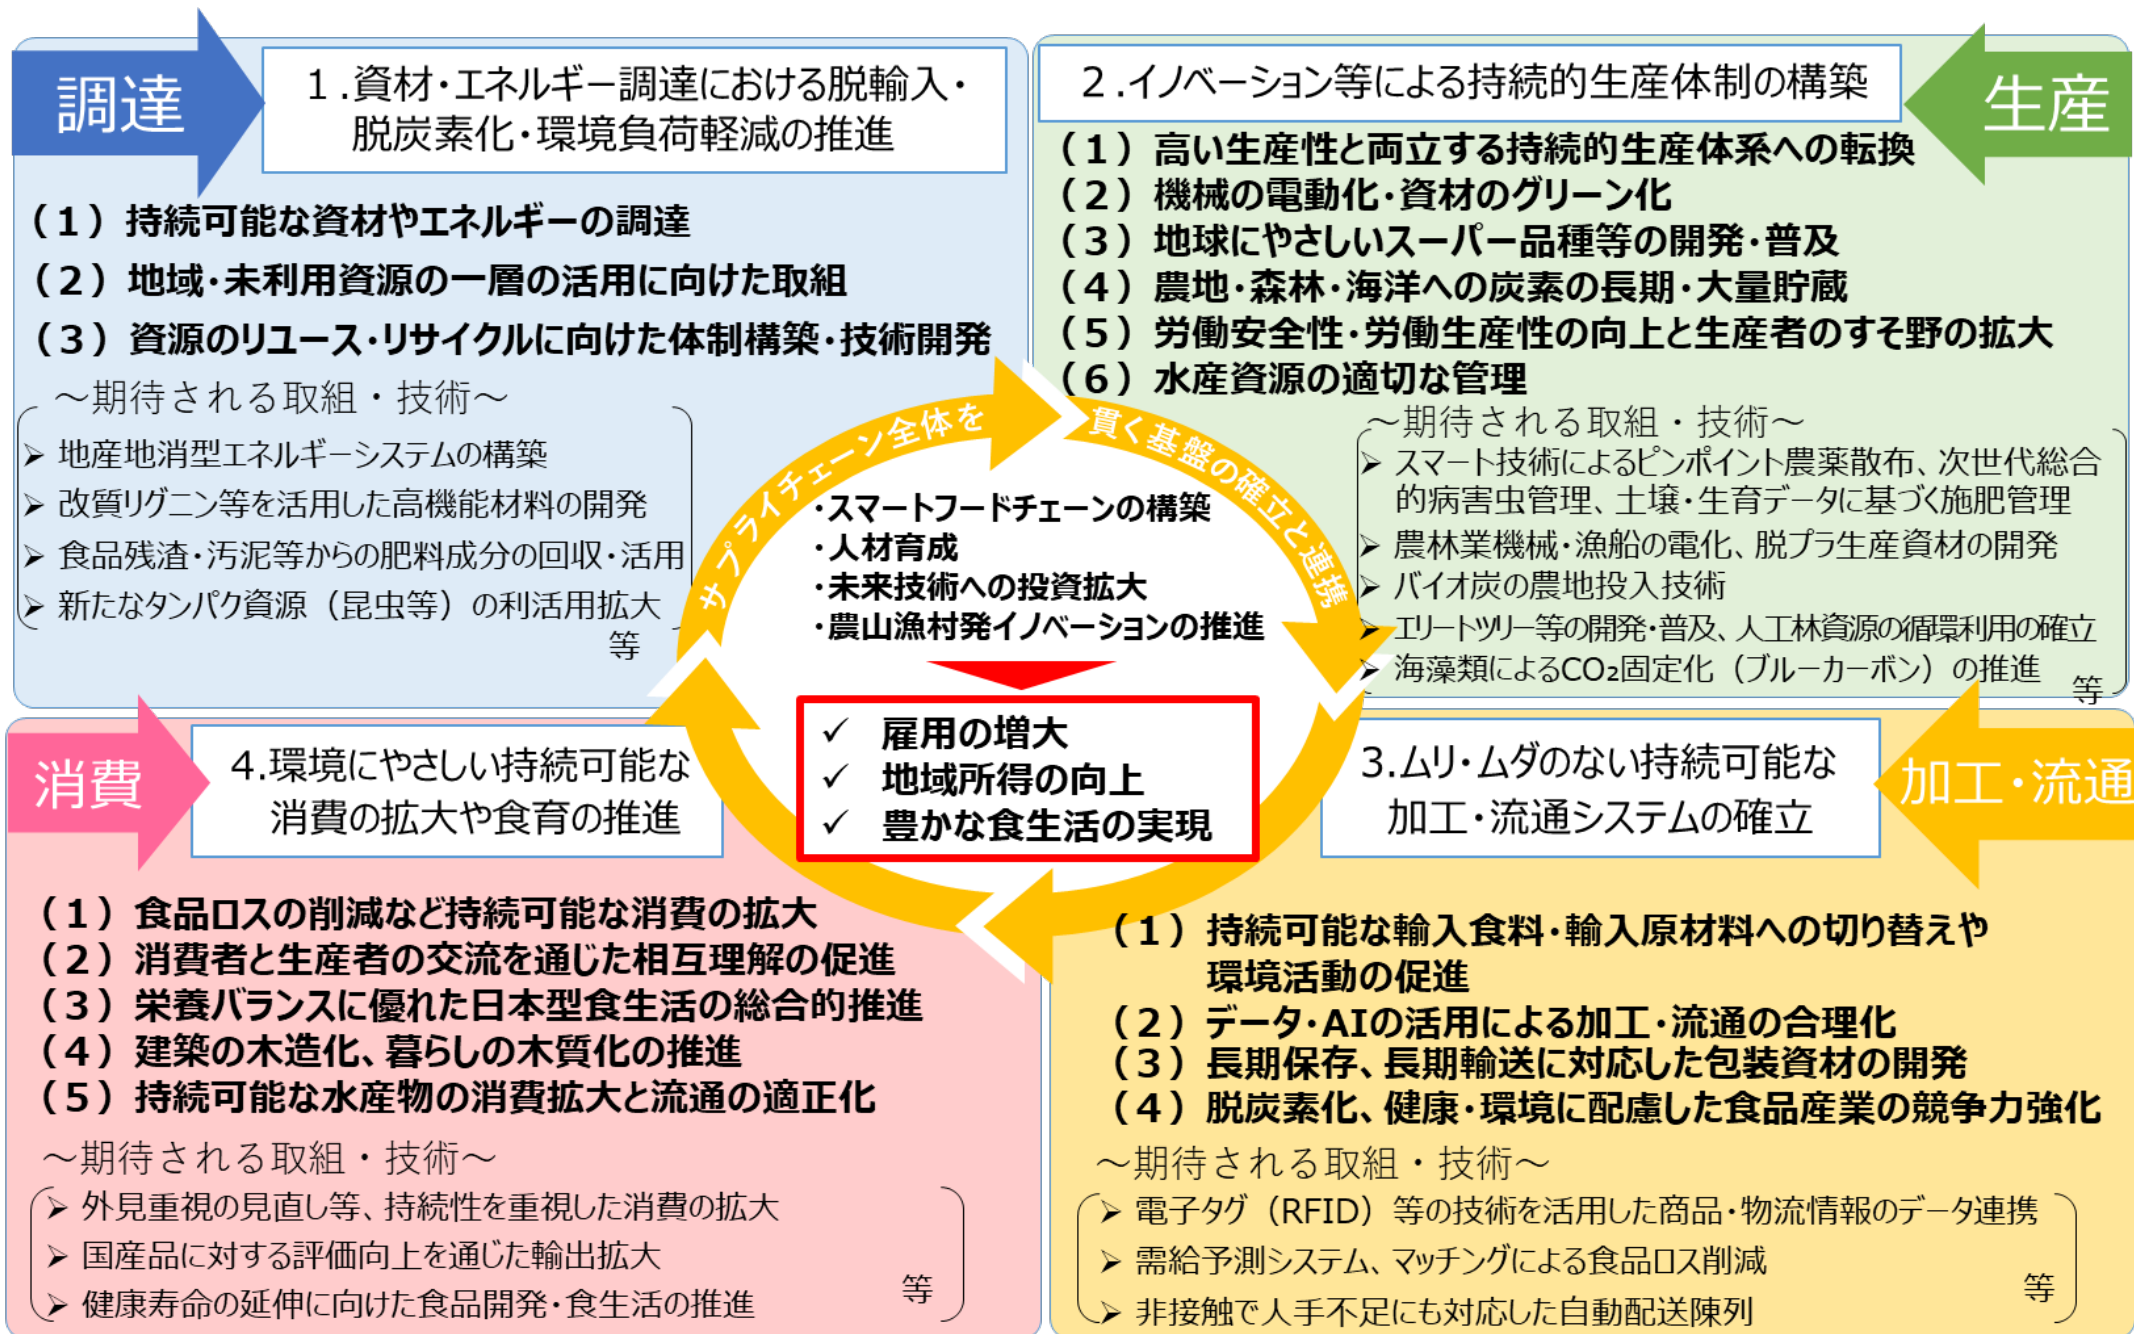 調達
1.資材・エネルギー調達における脱輸入・
脱炭素化・環境負荷軽減の推進
(1)持続可能な資材やエネルギーの調達
(2)地域・未利用資源の一層の活用に向けた取組
(3)資源のリユース・リサイクルに向けた体制構築・技術開発
～期待される取組・技術～
➢ 地産地消型エネルギーシステムの構築
➢ 改質リグニン等を活用した高機能材料の開発
➢ 食品残渣・汚泥等からの肥料成分の回収・活用
➢ 新たなタンパク資源（昆虫等）の利活用拡大
等
2.イノベーション等による持続的生産体制の構築
生産
(1)高い生産性と両立する持続的生産体系への転換
(2)機械の電動化・資材のグリーン化
(3)地球にやさしいスーパー品種等の開発・普及
(4)農地・森林・海洋への炭素の長期・大量貯蔵
(5)労働安全性・労働生産性の向上と生産者のすそ野の拡大
(6)水産資源の適切な管理
～期待される取組・技術～
➢ スマート技術によるピンポイント農薬散布、次世代総合
的病害虫管理、土壌・生育データに基づく施肥管理
➢ 農林業機械・漁船の電化、脱プラ生産資材の開発
➢ バイオ炭の農地投入技術
➢ エリートツリー等の開発・普及、人工林資源の循環利用の確立
➢ 海藻類によるCO₂固定化（ブルーカーボン）の推進
等
サプライチェーン全体を
貫く基盤の確立と連携
・スマートフードチェーンの構築
・人材育成
・未来技術への投資拡大
・農山漁村発イノベーションの推進
✓ 雇用の増大
✓ 地域所得の向上
✓ 豊かな食生活の実現
消費
4.環境にやさしい持続可能な
消費の拡大や食育の推進
(1)食品ロスの削減など持続可能な消費の拡大
(2)消費者と生産者の交流を通じた相互理解の促進
(3)栄養バランスに優れた日本型食生活の総合的推進
(4)建築の木造化、暮らしの木質化の推進
(5)持続可能な水産物の消費拡大と流通の適正化
～期待される取組・技術～
➢ 外見重視の見直し等、持続性を重視した消費の拡大
➢ 国産品に対する評価向上を通じた輸出拡大
➢ 健康寿命の延伸に向けた食品開発・食生活の推進
等
3.ムリ・ムダのない持続可能な
加工・流通システムの確立
加工・流通
(1)持続可能な輸入食料・輸入原材料への切り替えや
環境活動の促進
(2)データ・AIの活用による加工・流通の合理化
(3)長期保存、長期輸送に対応した包装資材の開発
(4)脱炭素化、健康・環境に配慮した食品産業の競争力強化
～期待される取組・技術～
➢ 電子タグ（RFID）等の技術を活用した商品・物流情報のデータ連携
➢ 需給予測システム、マッチングによる食品ロス削減
➢ 非接触で人手不足にも対応した自動配送陳列
等